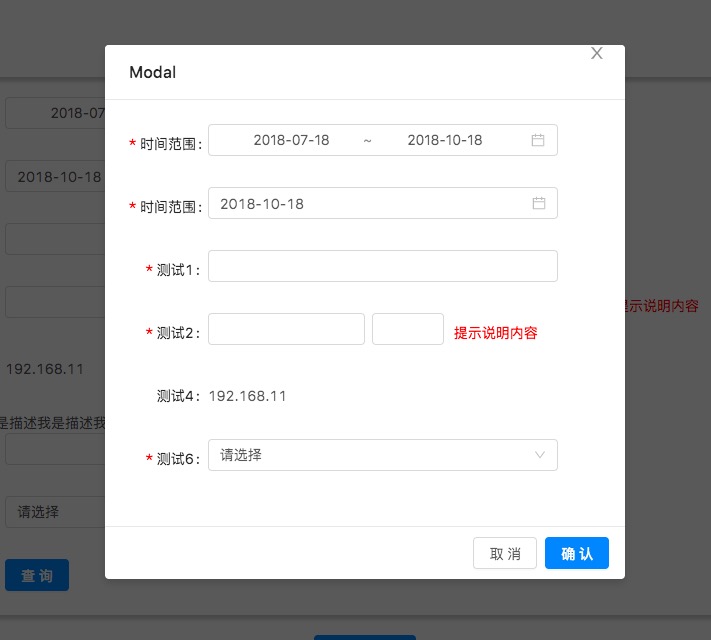 Modal
* 时间范围: 2018-07-18 ~ 2018-10-18
* 时间范围: 2018-10-18
* 测试1:
* 测试2: 提示说明内容
测试4: 192.168.11
* 测试6: 请选择
取 消 确 认
2018-07
2018-10-18
示说明内容
192.168.11
是描述我是描述我
请选择
查 询